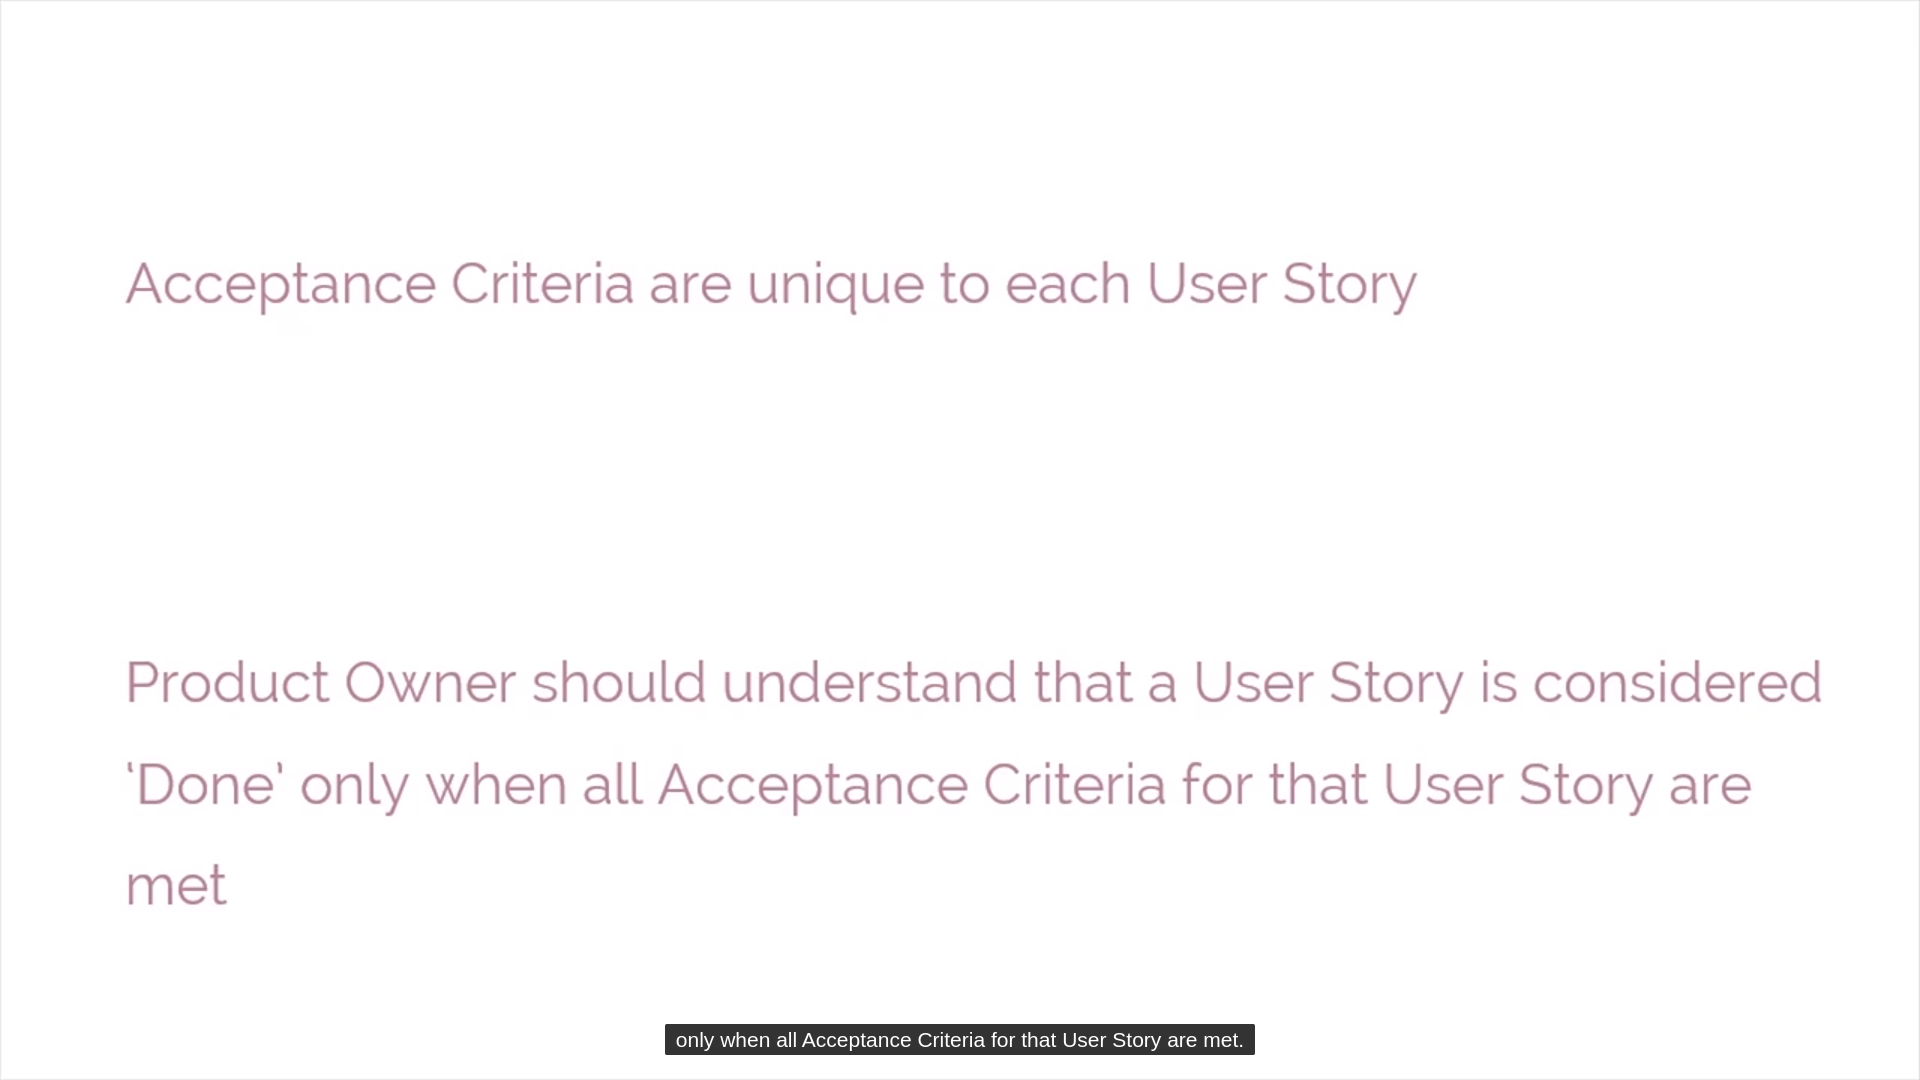 Acceptance Criteria are unique to each User Story
Product Owner should understand that a User Story is considered
‘Done’ only when all Acceptance Criteria for that User Story are
met
only when all Acceptance Criteria for that User Story are met.